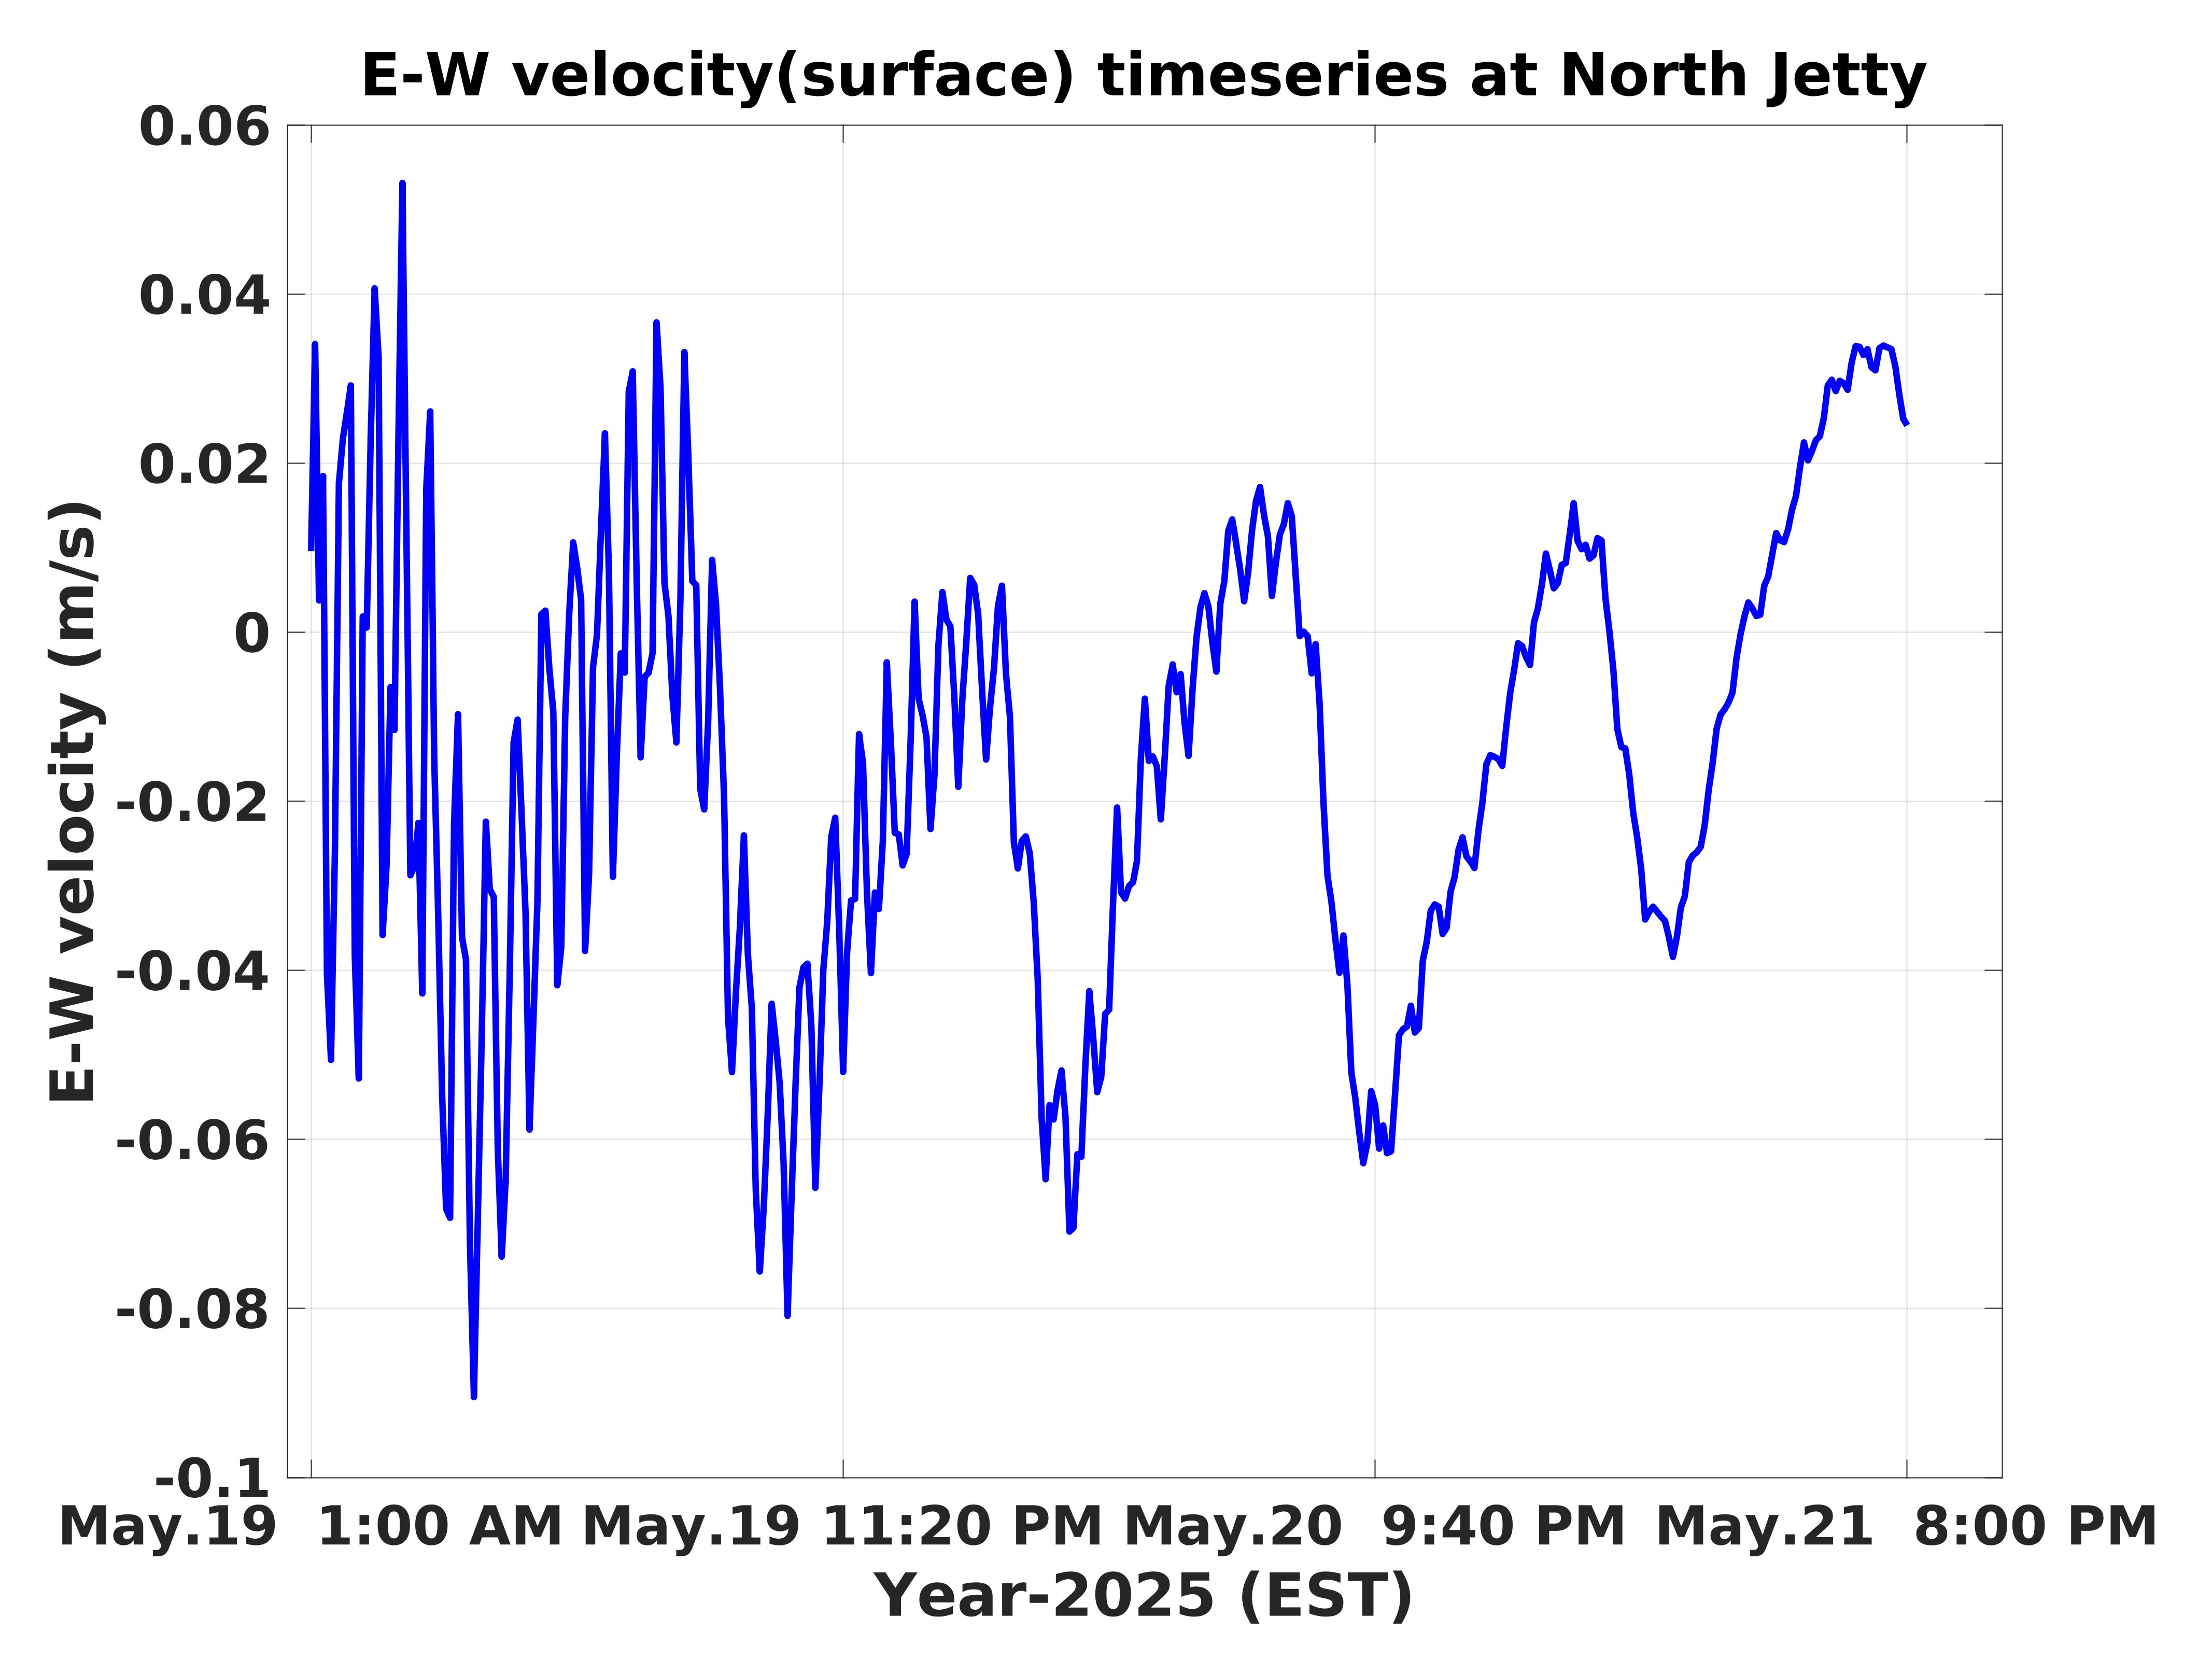 E-W velocity(surface) timeseries at North Jetty
0.06
0.04
0.02
0
-0.02
-0.04
-0.06
-0.08
-0.1
E-W velocity (m/s)
May.19 1:00 AM May.19 11:20 PM May.20 9:40 PM May.21 8:00 PM
Year-2025 (EST)